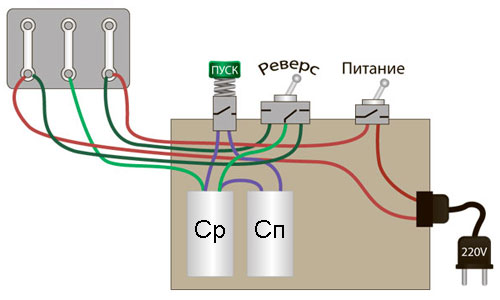 ПУСК
Реверс
Питание
Ср
Сп
220V